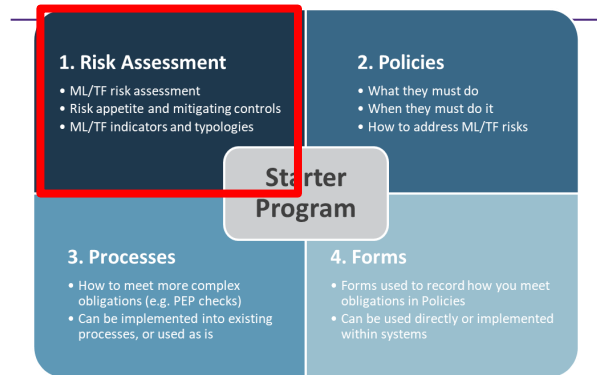 1. Risk Assessment
• ML/TF risk assessment
• Risk appetite and mitigating controls
• ML/TF indicators and typologies
2. Policies
• What they must do
• When they must do it
• How to address ML/TF risks
Starter
Program
3. Processes
• How to meet more complex
obligations (e.g. PEP checks)
• Can be implemented into existing
processes, or used as is
4. Forms
• Forms used to record how you meet
obligations in Policies
• Can be used directly or implemented
within systems